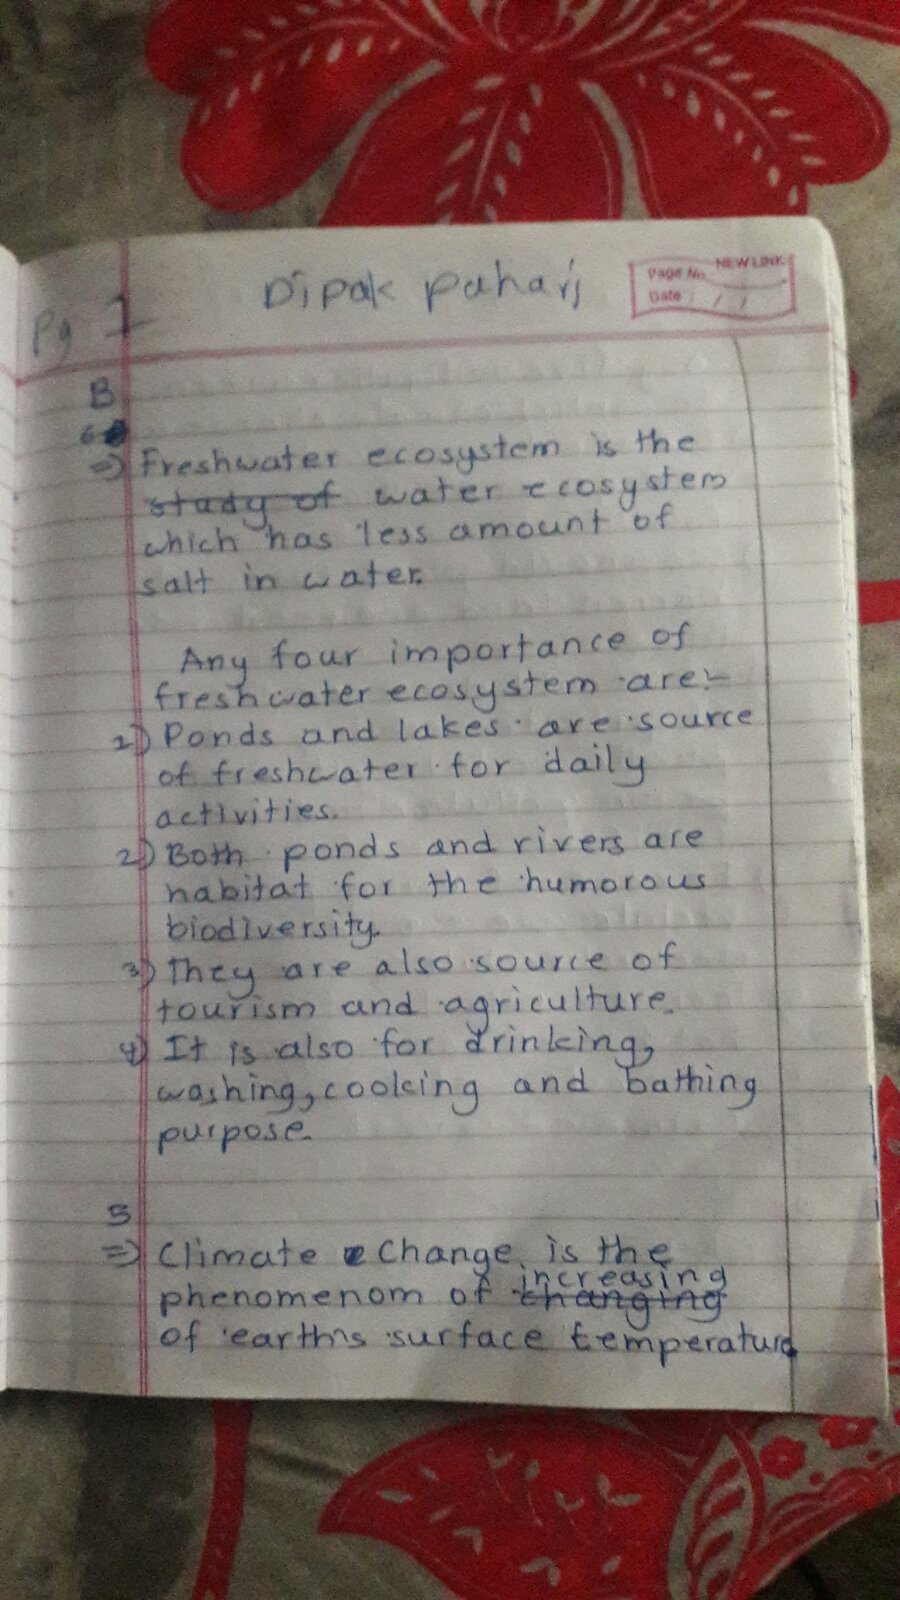 Dipak pahari
NEW LINK
Page No.
Date : / /
Pg 1
B
6
=) Freshwater ecosystem is the
study of water ecosystem
which has less amount of
salt in water.
Any four importance of
freshwater ecosystem are:-
1) Ponds and lakes are source
of freshwater for daily
activities.
2) Both ponds and rivers are
habitat for the humorous
biodiversity.
3) They are also source of
tourism and agriculture.
4) It is also for drinking,
washing, cooking and bathing
purpose.
5
=) Climate Change is the
increasing
phenomenom of changing
of earth's surface temperature